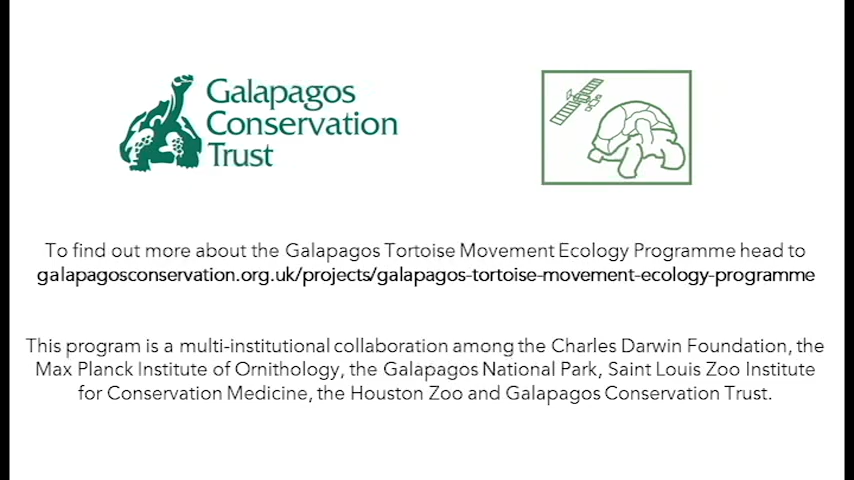 Galapagos
Conservation
Trust
To find out more about the Galapagos Tortoise Movement Ecology Programme head to
galapagosconservation.org.uk/projects/galapagos-tortoise-movement-ecology-programme
This program is a multi-institutional collaboration among the Charles Darwin Foundation, the
Max Planck Institute of Ornithology, the Galapagos National Park, Saint Louis Zoo Institute
for Conservation Medicine, the Houston Zoo and Galapagos Conservation Trust.